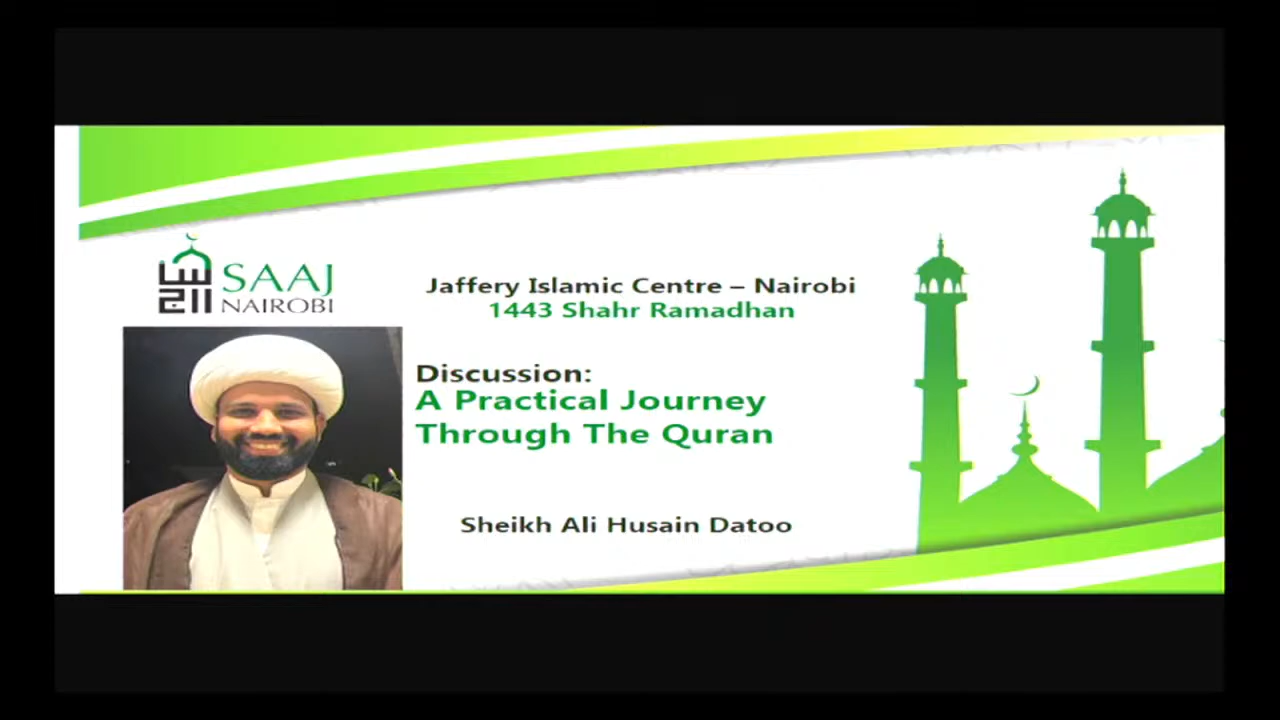 ساج
SAAJ
NAIROBI
Jaffery Islamic Centre – Nairobi
1443 Shahr Ramadhan
Discussion:
A Practical Journey
Through The Quran
Sheikh Ali Husain Datoo